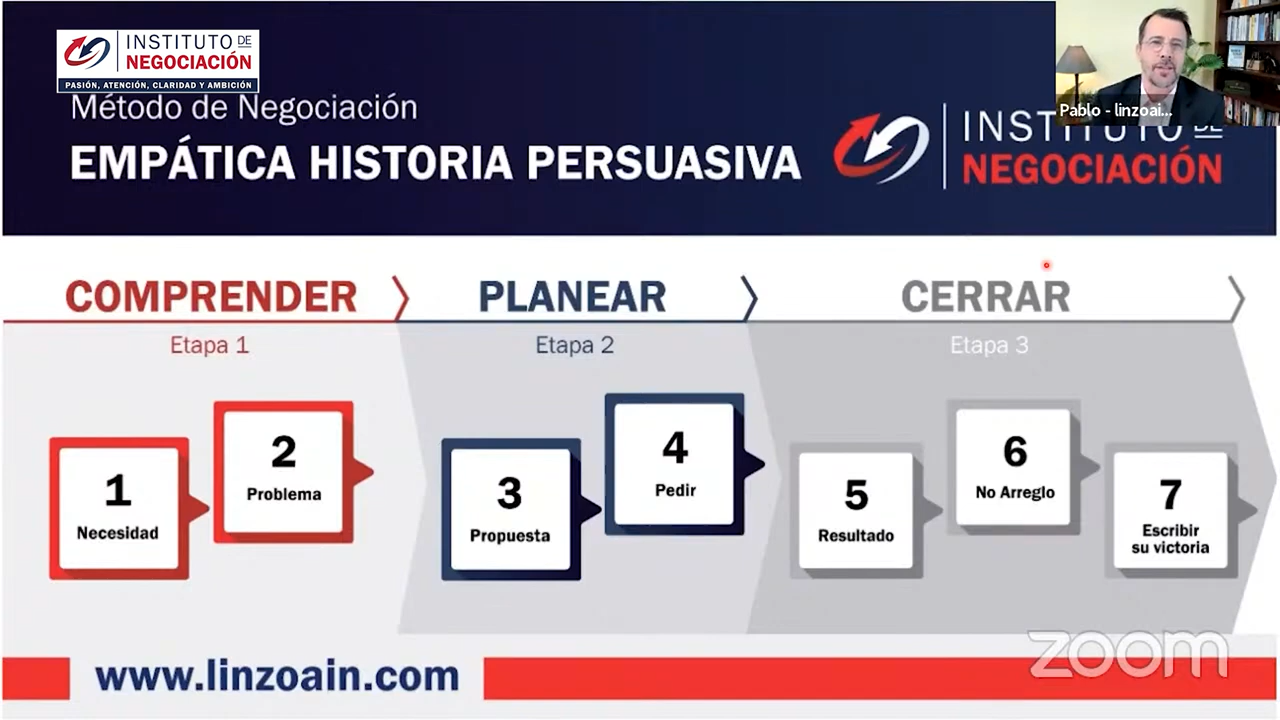 INSTITUTO DE
NEGOCIACIÓN
PASIÓN, ATENCIÓN, CLARIDAD Y AMBICIÓN
Método de Negociación
EMPÁTICA HISTORIA PERSUASIVA
INSTITUTO DE
NEGOCIACIÓN
Pablo - linzoai...
COMPRENDER
PLANEAR
CERRAR
Etapa 1
Etapa 2
Etapa 3
1
Necesidad
2
Problema
3
Propuesta
4
Pedir
5
Resultado
6
No Arreglo
7
Escribir
su victoria
www.linzoain.com
zoom